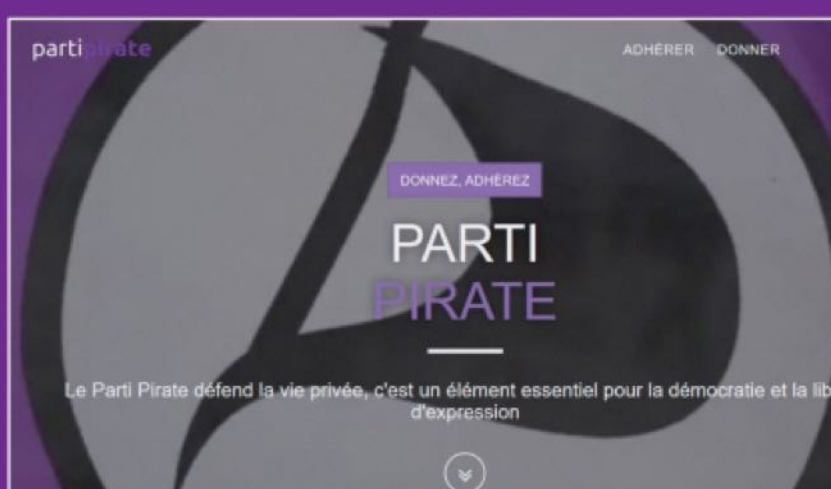 partipirate
ADHÉRER DONNER
DONNEZ, ADHÉREZ
PARTI
PIRATE
Le Parti Pirate défend la vie privée, c'est un élément essentiel pour la démocratie et la
d'expression